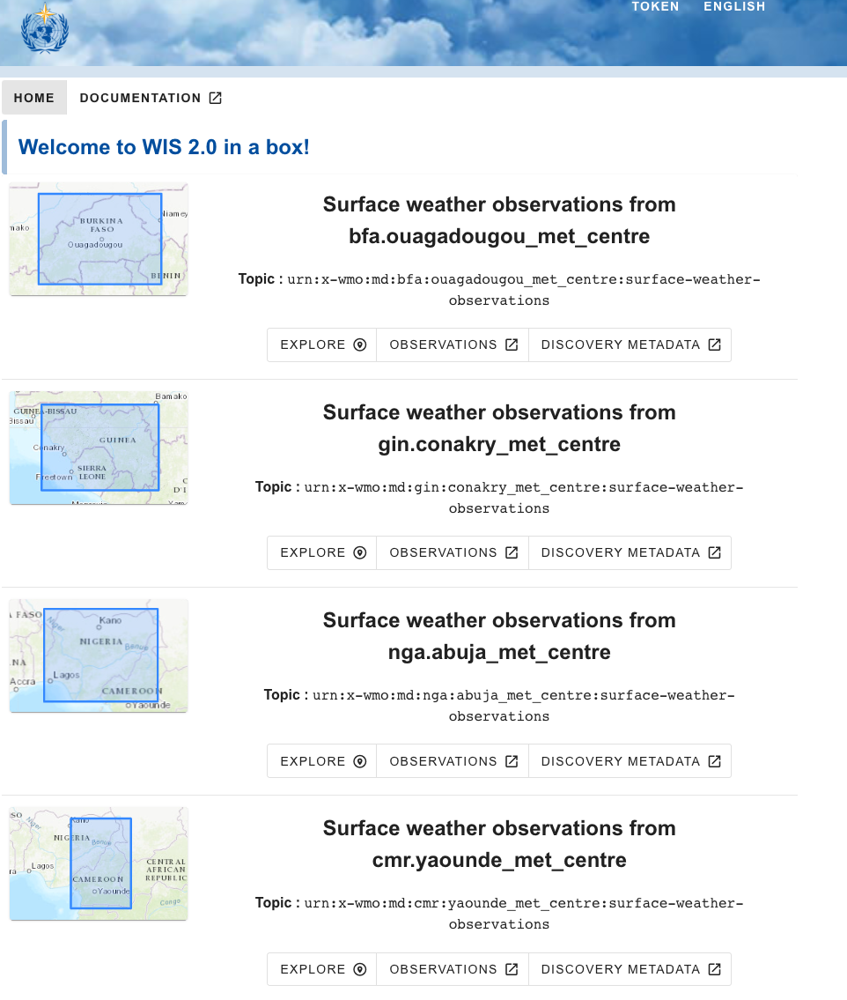 TOKEN ENGLISH
HOME DOCUMENTATION
Welcome to WIS 2.0 in a box!
BURKINA
FASO
Niamey
mako
Ouagadougou
BENIN
Surface weather observations from
bfa.ouagadougou_met_centre
Topic : urn:x-wmo:md:bfa:ouagadougou_met_centre:surface-weather-
observations
EXPLORE OBSERVATIONS DISCOVERY METADATA
Bamako
GUINEA-BISSAU
Bissau
GUINEA
Conakry
SIERRA
Freetown LEONE
C
D'I
Surface weather observations from
gin.conakry_met_centre
Topic : urn:x-wmo:md:gin:conakry_met_centre:surface-weather-
observations
EXPLORE OBSERVATIONS DISCOVERY METADATA
A FASO
Kano
Niger
NIGERIA
Benue
NA
Lagos
Accra
CAMEROON
Yaounde
Surface weather observations from
nga.abuja_met_centre
Topic : urn:x-wmo:md:nga:abuja_met_centre:surface-weather-
observations
EXPLORE OBSERVATIONS DISCOVERY METADATA
SO
Kano
Niger
NIGERIA
Benue
Lagos
ra
CENTRAL
AFRICAN
REPUBLIC
CAMEROON
Yaounde
Congo
Surface weather observations from
cmr.yaounde_met_centre
Topic : urn:x-wmo:md:cmr:yaounde_met_centre:surface-weather-
observations
EXPLORE OBSERVATIONS DISCOVERY METADATA